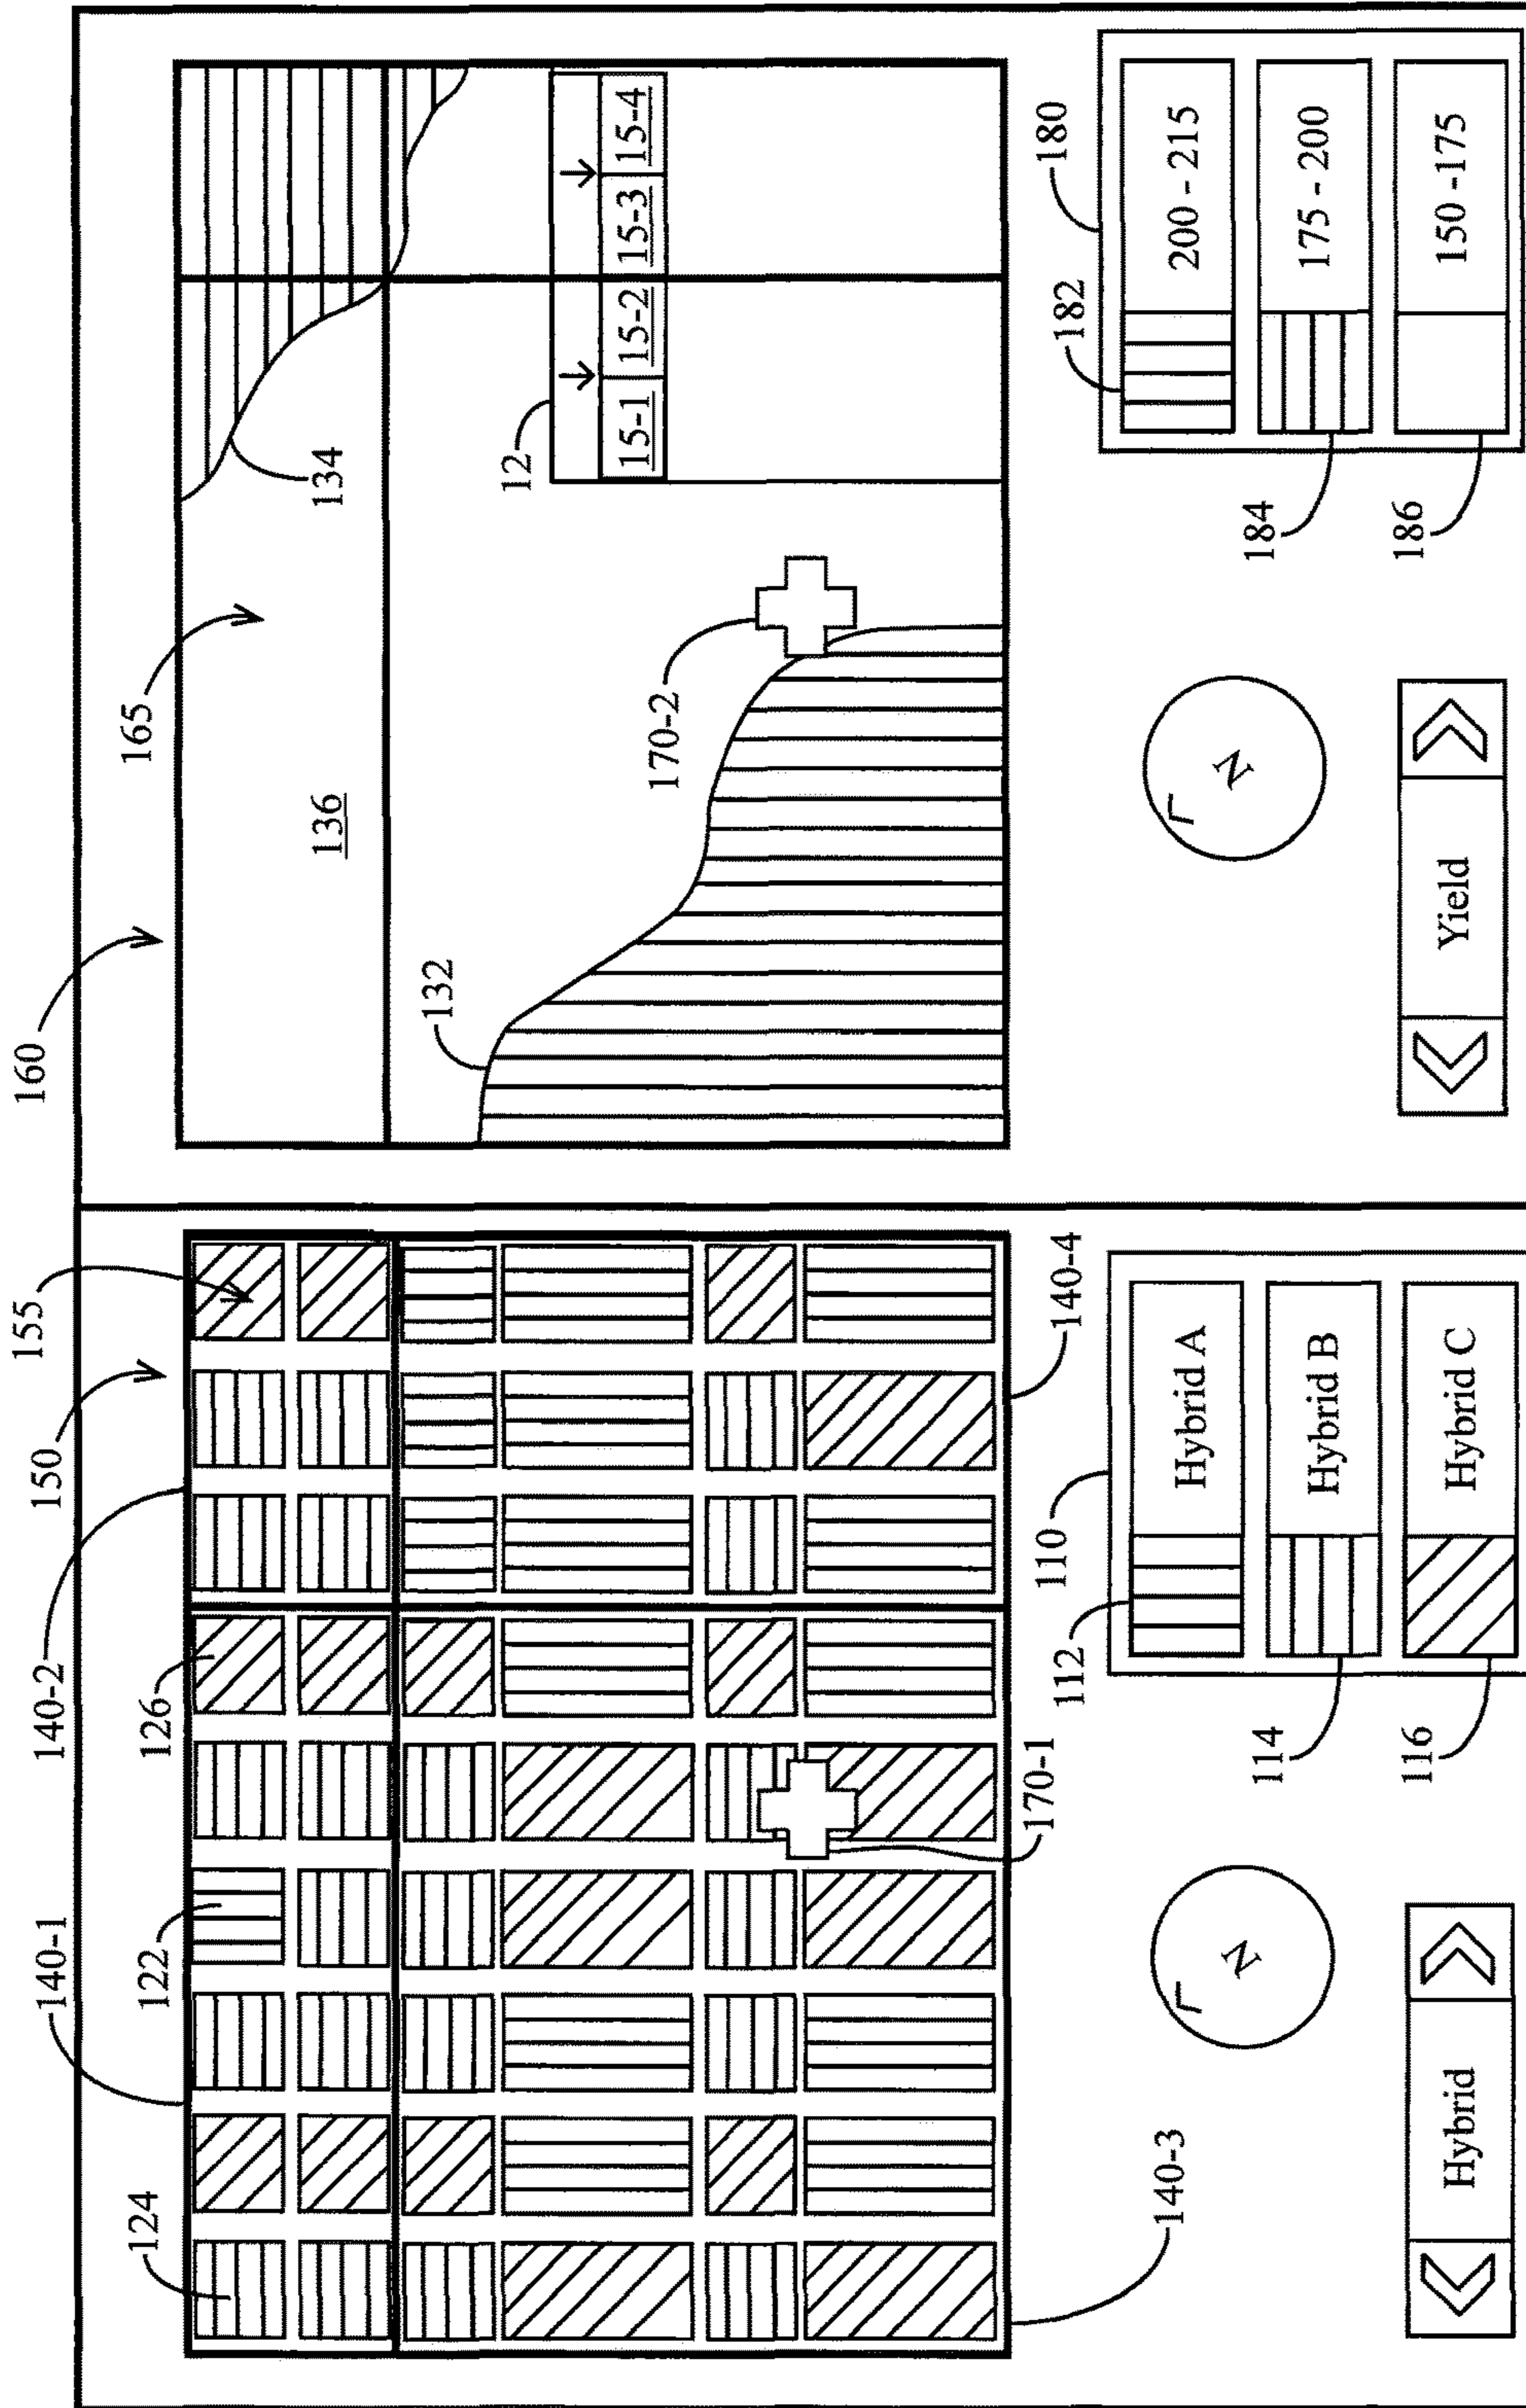 160
165
136
134
132
12
15-1 15-2 15-3 15-4
170-2
180
182
200 - 215
184
175 - 200
186
150 -175
N
Yield
140-1
140-2
150
155
124
122
126
140-3
170-1
140-4
110
112
Hybrid A
114
Hybrid B
116
Hybrid C
N
Hybrid